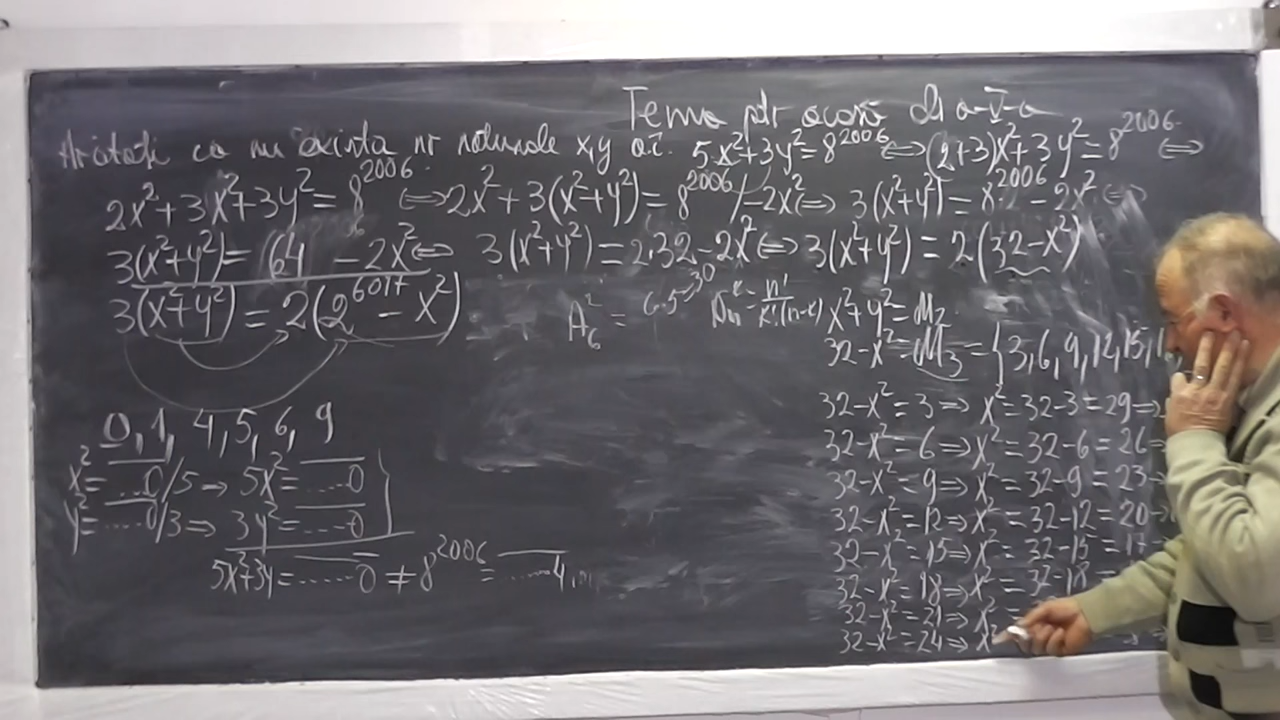 Tema ptr acasă cls a-V-a
Arătați că nu există nr naturale x,y a.î. 5x²+3y²=8²⁰⁰⁶ ⇔ (2+3)x²+3y²=8²⁰⁰⁶ ⇔
2x²+3x²+3y²=8²⁰⁰⁶ ⇔ 2x²+3(x²+y²)=8²⁰⁰⁶ /-2x² ⇔ 3(x²+y²)=8²⁰⁰⁶-2x² ⇔
3(x²+y²)=(64 -2x² ⇔ 3(x²+y²)=2·32-2x² ⇔ 3(x²+y²)=2(32-x²)
3(x²+y²)=2(2⁶⁰¹⁷-x²)
A₆²=6·5=30
x²+y²=M₂
32-x²=M₃={3,6,9,12,15,1
0,1,4,5,6,9
x²=...0/5 → 5x²=....0
y²=....0/3 ⇒ 3y²=....0
5x²+3y=......0 ≠ 8²⁰⁰⁶=......4
32-x²=3 ⇒ x²=32-3=29 →
32-x²=6 ⇒ x²=32-6=26
32-x²=9 ⇒ x²=32-9=23
32-x²=12 ⇒ x²=32-12=20
32-x²=15 ⇒ x²=32-15=17
32-x²=18 ⇒ x²=32-18
32-x²=21 ⇒ x²=
32-x²=24 ⇒ x²